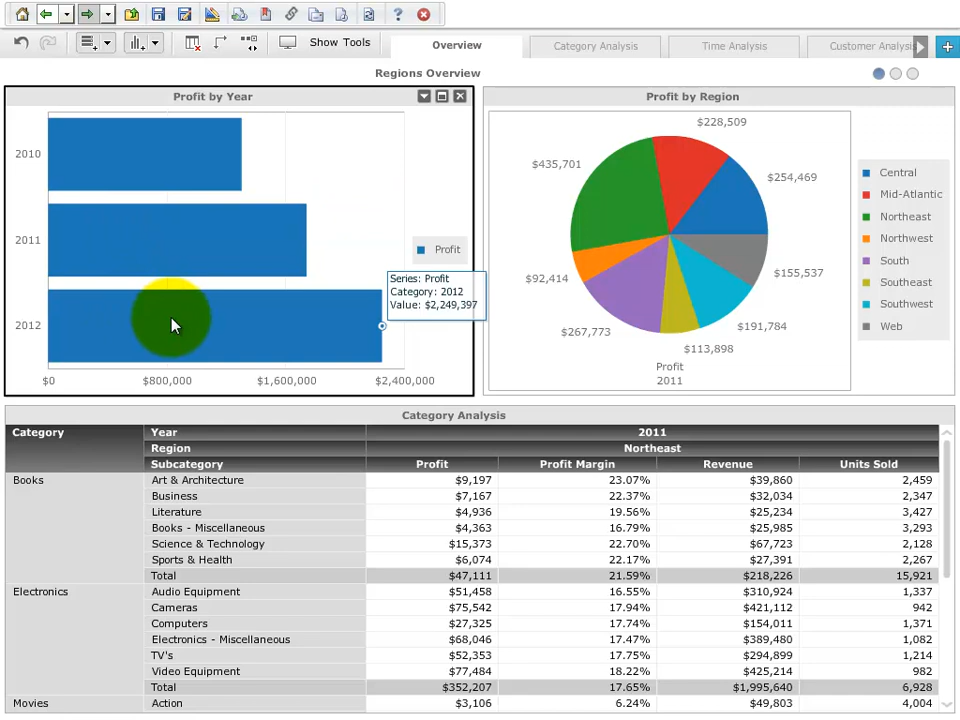 Show Tools
Overview
Category Analysis
Time Analysis
Customer Analysis
Regions Overview
Profit by Year
2010
2011
2012
$0
$800,000
$1,600,000
$2,400,000
Profit
Series: Profit
Category: 2012
Value: $2,249,397
Profit by Region
$228,509
$435,701
$254,469
$92,414
$155,537
$267,773
$191,784
$113,898
Profit
2011
Central
Mid-Atlantic
Northeast
Northwest
South
Southeast
Southwest
Web
Category Analysis
Category Year 2011
Region Northeast
Subcategory Profit Profit Margin Revenue Units Sold
Books Art & Architecture $9,197 23.07% $39,860 2,459
Business $7,167 22.37% $32,034 2,347
Literature $4,936 19.56% $25,234 3,427
Books - Miscellaneous $4,363 16.79% $25,985 3,293
Science & Technology $15,373 22.70% $67,723 2,128
Sports & Health $6,074 22.17% $27,391 2,267
Total $47,111 21.59% $218,226 15,921
Electronics Audio Equipment $51,458 16.55% $310,924 1,337
Cameras $75,542 17.94% $421,112 942
Computers $27,325 17.74% $154,011 1,371
Electronics - Miscellaneous $68,046 17.47% $389,480 1,082
TV's $52,353 17.75% $294,899 1,214
Video Equipment $77,484 18.22% $425,214 982
Total $352,207 17.65% $1,995,640 6,928
Movies Action $3,106 6.24% $49,803 4,004